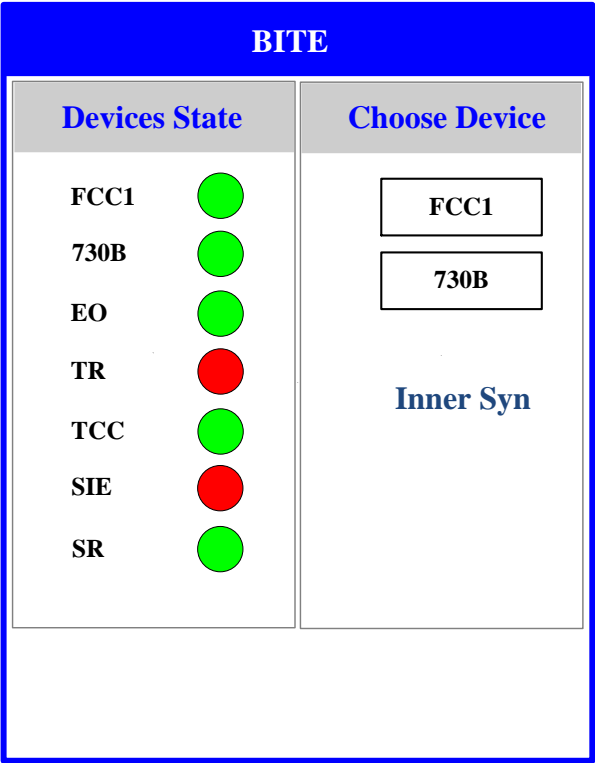 BITE
Devices State
FCC1
730B
EO
TR
TCC
SIE
SR
Choose Device
FCC1
730B
Inner Syn